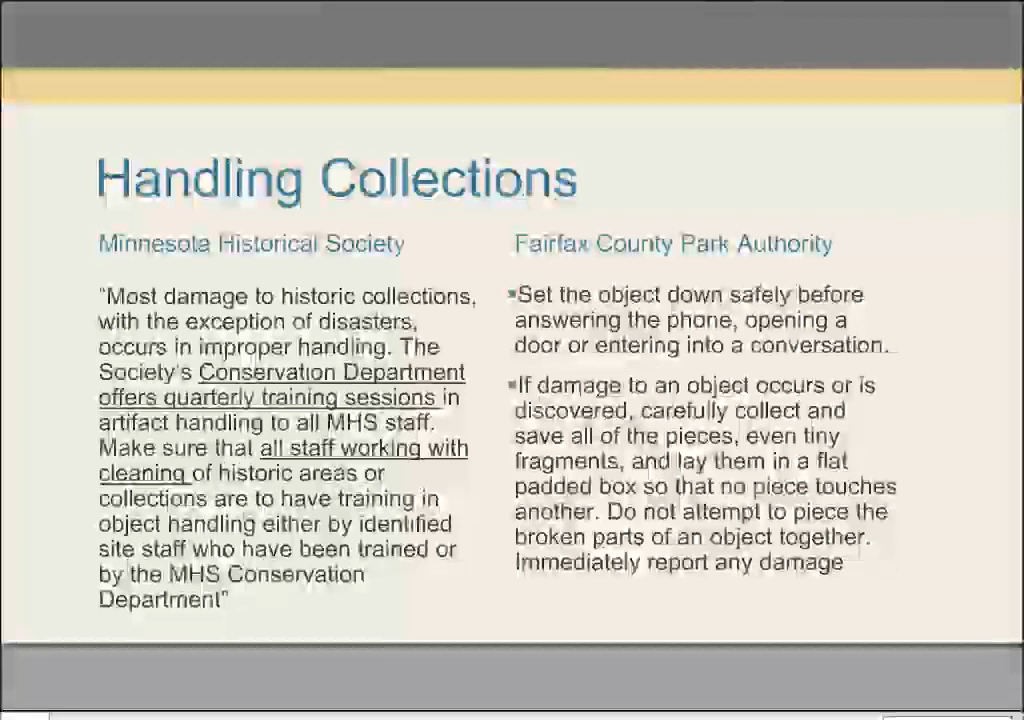 Handling Collections
Minnesota Historical Society
"Most damage to historic collections,
with the exception of disasters,
occurs in improper handling. The
Society's Conservation Department
offers quarterly training sessions in
artifact handling to all MHS staff.
Make sure that all staff working with
cleaning of historic areas or
collections are to have training in
object handling either by identified
site staff who have been trained or
by the MHS Conservation
Department"
Fairfax County Park Authority
▪Set the object down safely before
answering the phone, opening a
door or entering into a conversation.
▪If damage to an object occurs or is
discovered, carefully collect and
save all of the pieces, even tiny
fragments, and lay them in a flat
padded box so that no piece touches
another. Do not attempt to piece the
broken parts of an object together.
Immediately report any damage